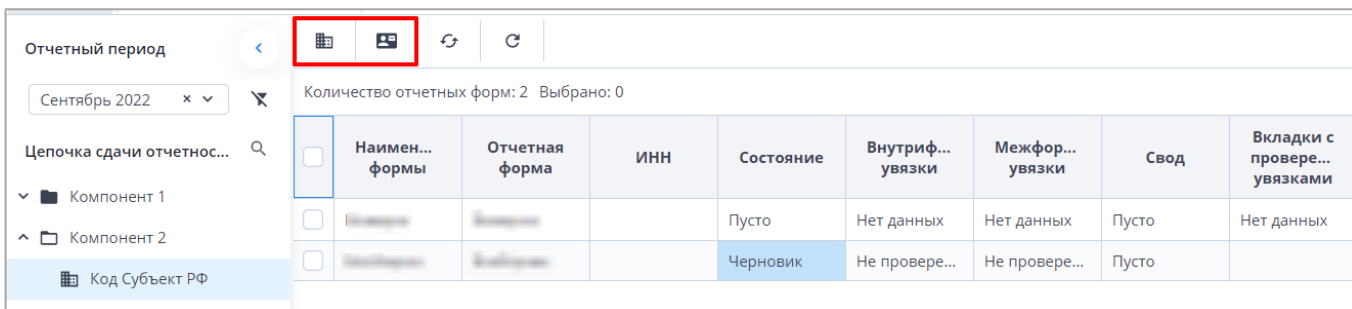 Отчетный период
Сентябрь 2022
Цепочка сдачи отчетнос...
Компонент 1
Компонент 2
Код Субъект РФ
Количество отчетных форм: 2 Выбрано: 0
Наимен... формы
Отчетная форма
ИНН
Состояние
Внутриф... увязки
Межфор... увязки
Свод
Вкладки с провере... увязками
Пусто Нет данных Нет данных Пусто Нет данных
Черновик Не провере... Не провере... Пусто